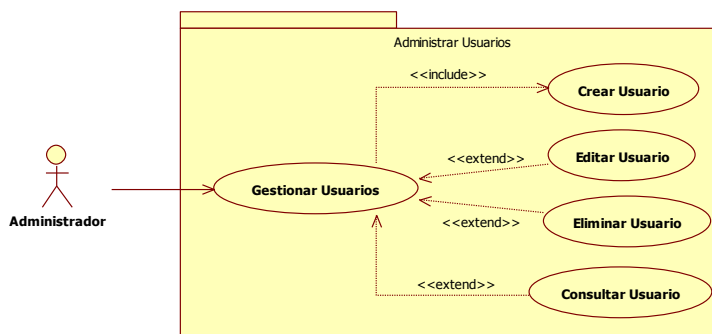 Administrar Usuarios
<<include>>
Crear Usuario
<<extend>>
Editar Usuario
Gestionar Usuarios
Administrador
Eliminar Usuario
<<extend>>
<<extend>>
Consultar Usuario